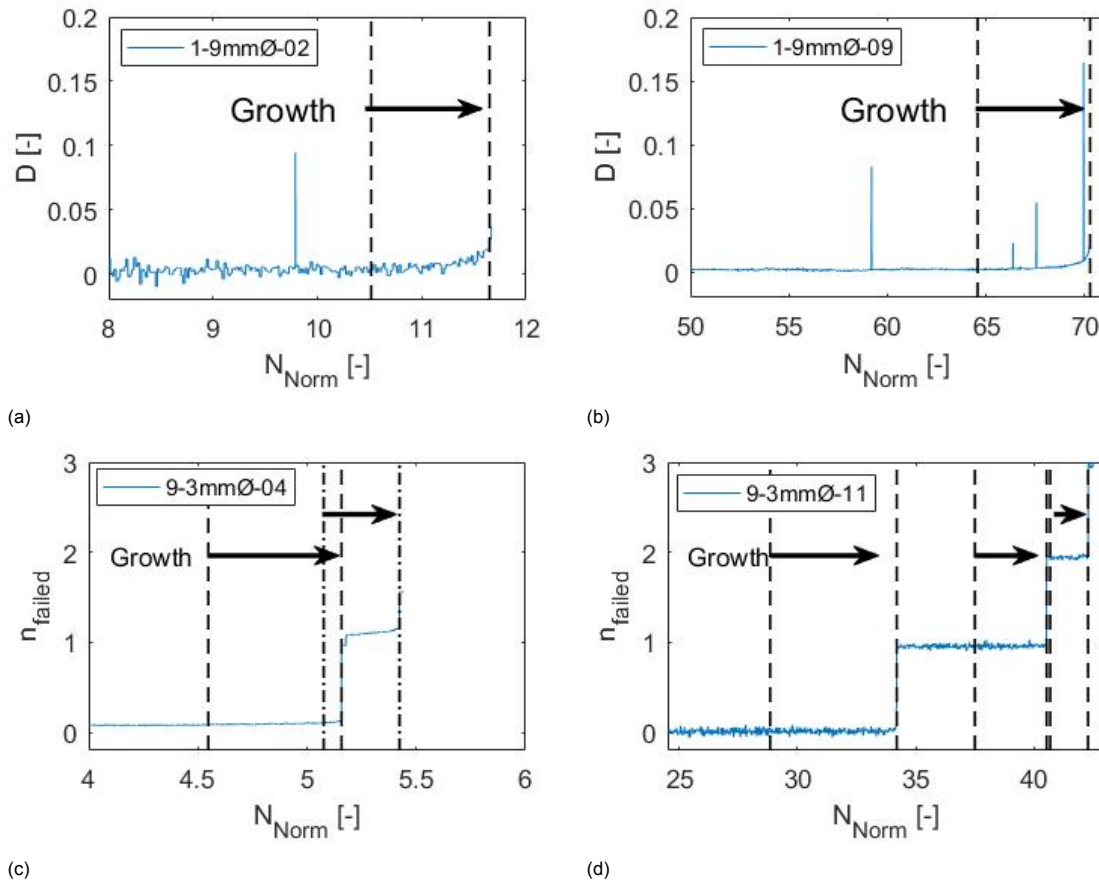 0.2
0.15
0.1
0.05
0
D [-]
1-9mmØ-02
Growth
8 9 10 11 12
N_Norm [-]
(a)
0.2
0.15
0.1
0.05
0
D [-]
1-9mmØ-09
Growth
50 55 60 65 70
N_Norm [-]
(b)
3
2
1
0
n_failed
9-3mmØ-04
Growth
4 4.5 5 5.5 6
N_Norm [-]
(c)
3
2
1
0
n_failed
9-3mmØ-11
Growth
25 30 35 40
N_Norm [-]
(d)